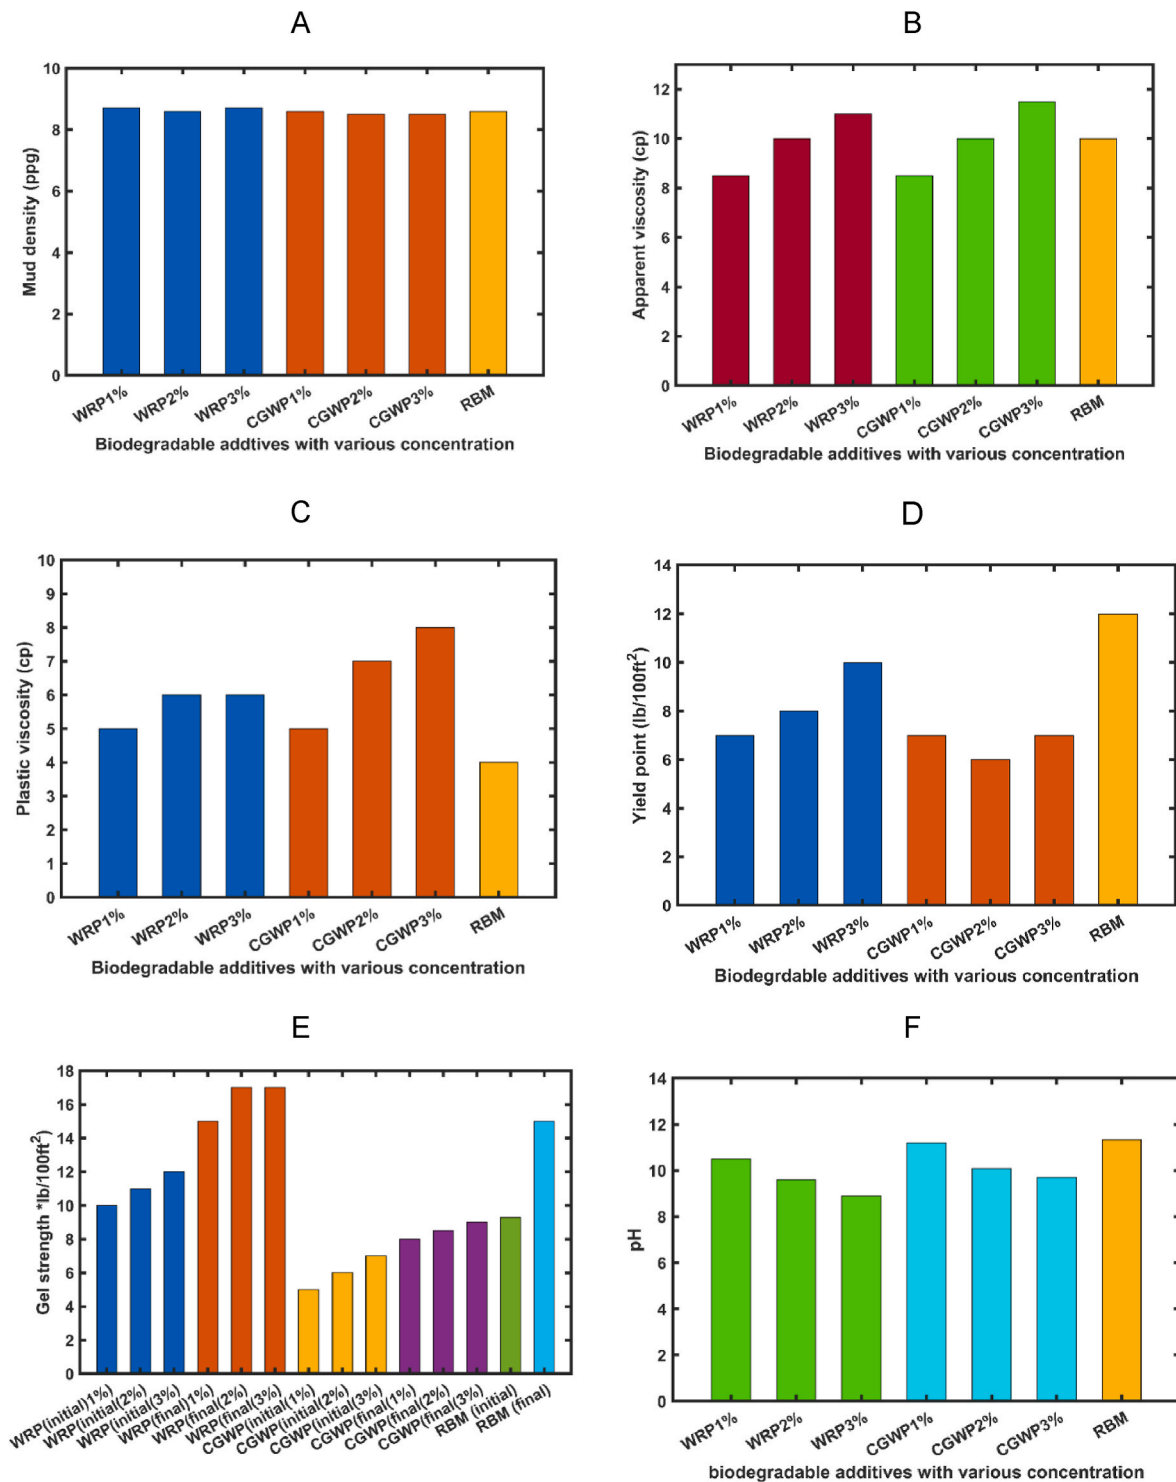 A
10
8
6
4
2
0
Mud density (ppg)
WRP1%
WRP2%
WRP3%
CGWP1%
CGWP2%
CGWP3%
RBM
Biodegradable addtives with various concentration
B
12
10
8
6
4
2
0
Apparent viscosity (cp)
WRP1%
WRP2%
WRP3%
CGWP1%
CGWP2%
CGWP3%
RBM
Biodegradable additives with various concentration
C
10
9
8
7
6
5
4
3
2
1
0
Plastic viscosity (cp)
WRP1%
WRP2%
WRP3%
CGWP1%
CGWP2%
CGWP3%
RBM
Biodegradable additives with various concentration
D
14
12
10
8
6
4
2
0
Yield point (lb/100ft²)
WRP1%
WRP2%
WRP3%
CGWP1%
CGWP2%
CGWP3%
RBM
Biodegrdable additives with various concentration
E
18
16
14
12
10
8
6
4
2
0
Gel strength *lb/100ft²)
WRP(initial)1%)
WRP(initial(2%)
WRP(initial(3%)
WRP(final)1%)
WRP(final(2%)
WRP(final(3%)
CGWP(initial(1%)
CGWP(initial(2%)
CGWP(initial(3%)
CGWP(final(1%)
CGWP(final(2%)
CGWP(final(3%)
RBM (initial)
RBM (final)
F
14
12
10
8
6
4
2
0
pH
WRP1%
WRP2%
WRP3%
CGWP1%
CGWP2%
CGWP3%
RBM
biodegradable additives with various concentration